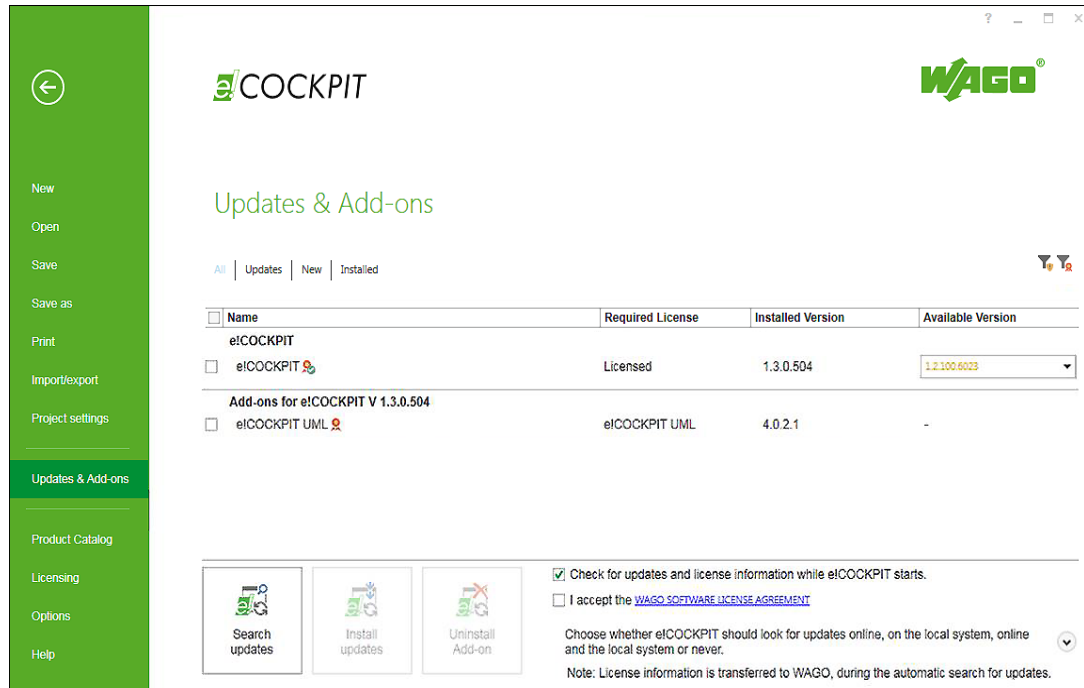 ?
e!COCKPIT
WAGO®
New
Open
Save
Save as
Print
Import/export
Project settings
Updates & Add-ons
Product Catalog
Licensing
Options
Help
Updates & Add-ons
All Updates New Installed
Name Required License Installed Version Available Version
e!COCKPIT
e!COCKPIT Licensed 1.3.0.504 1.2.100.6023
Add-ons for e!COCKPIT V 1.3.0.504
e!COCKPIT UML e!COCKPIT UML 4.0.2.1 -
Search
updates
Install
updates
Uninstall
Add-on
Check for updates and license information while e!COCKPIT starts.
I accept the WAGO SOFTWARE LICENSE AGREEMENT
Choose whether e!COCKPIT should look for updates online, on the local system, online
and the local system or never.
Note: License information is transferred to WAGO, during the automatic search for updates.